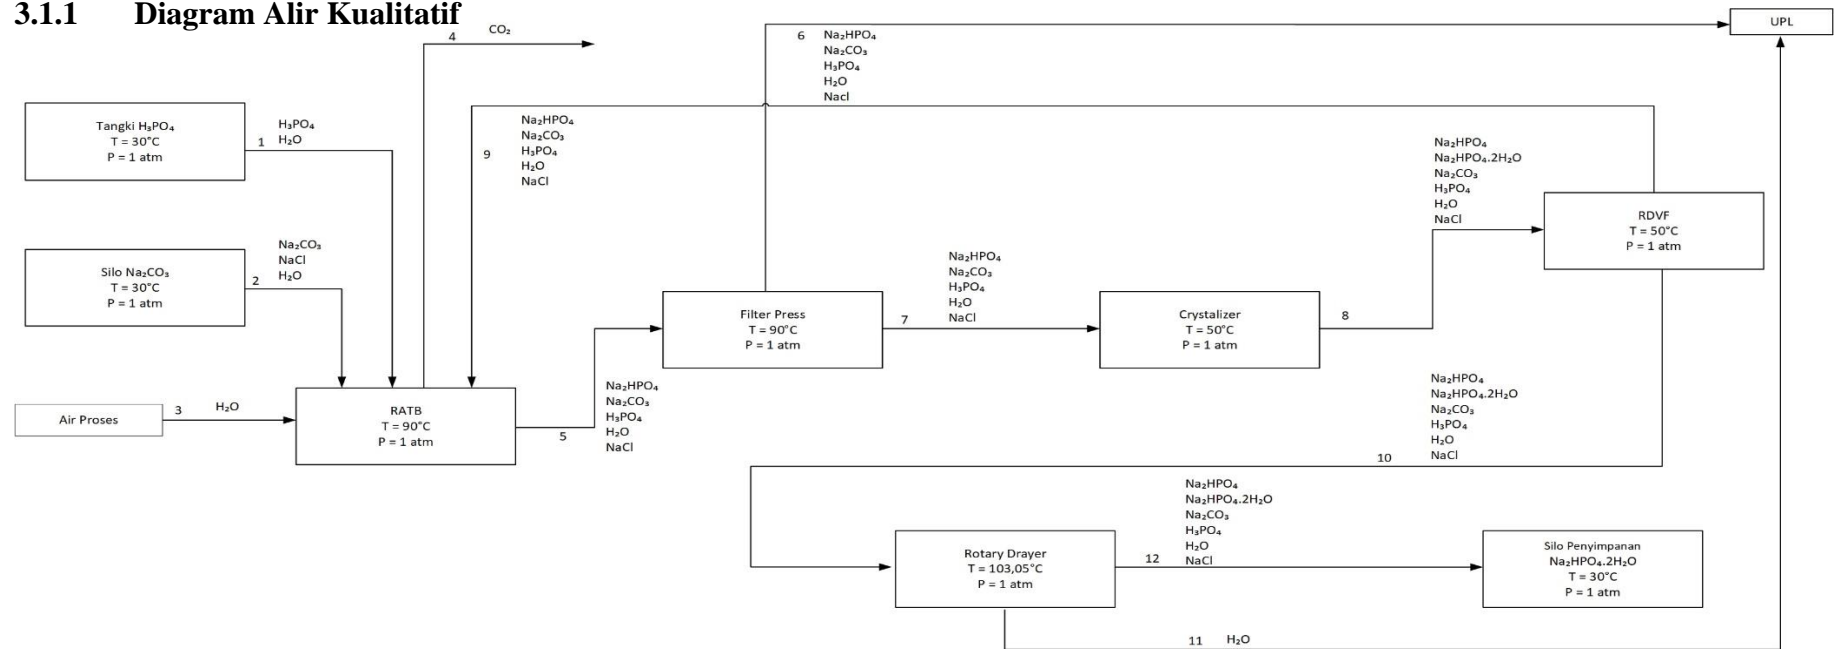 3.1.1 Diagram Alir Kualitatif
UPL
4
CO₂
6
Na₂HPO₄
Na₂CO₃
H₃PO₄
H₂O
Nacl
Tangki H₃PO₄
T = 30°C
P = 1 atm
1
H₃PO₄
H₂O
9
Na₂HPO₄
Na₂CO₃
H₃PO₄
H₂O
NaCl
Na₂HPO₄
Na₂HPO₄.2H₂O
Na₂CO₃
H₃PO₄
H₂O
NaCl
RDVF
T = 50°C
P = 1 atm
Silo Na₂CO₃
T = 30°C
P = 1 atm
2
Na₂CO₃
NaCl
H₂O
Filter Press
T = 90°C
P = 1 atm
7
Na₂HPO₄
Na₂CO₃
H₃PO₄
H₂O
NaCl
Crystalizer
T = 50°C
P = 1 atm
8
Air Proses
3
H₂O
RATB
T = 90°C
P = 1 atm
5
Na₂HPO₄
Na₂CO₃
H₃PO₄
H₂O
NaCl
10
Na₂HPO₄
Na₂HPO₄.2H₂O
Na₂CO₃
H₃PO₄
H₂O
NaCl
Rotary Drayer
T = 103,05°C
P = 1 atm
12
Na₂HPO₄
Na₂HPO₄.2H₂O
Na₂CO₃
H₃PO₄
H₂O
NaCl
Silo Penyimpanan
Na₂HPO₄.2H₂O
T = 30°C
P = 1 atm
11
H₂O